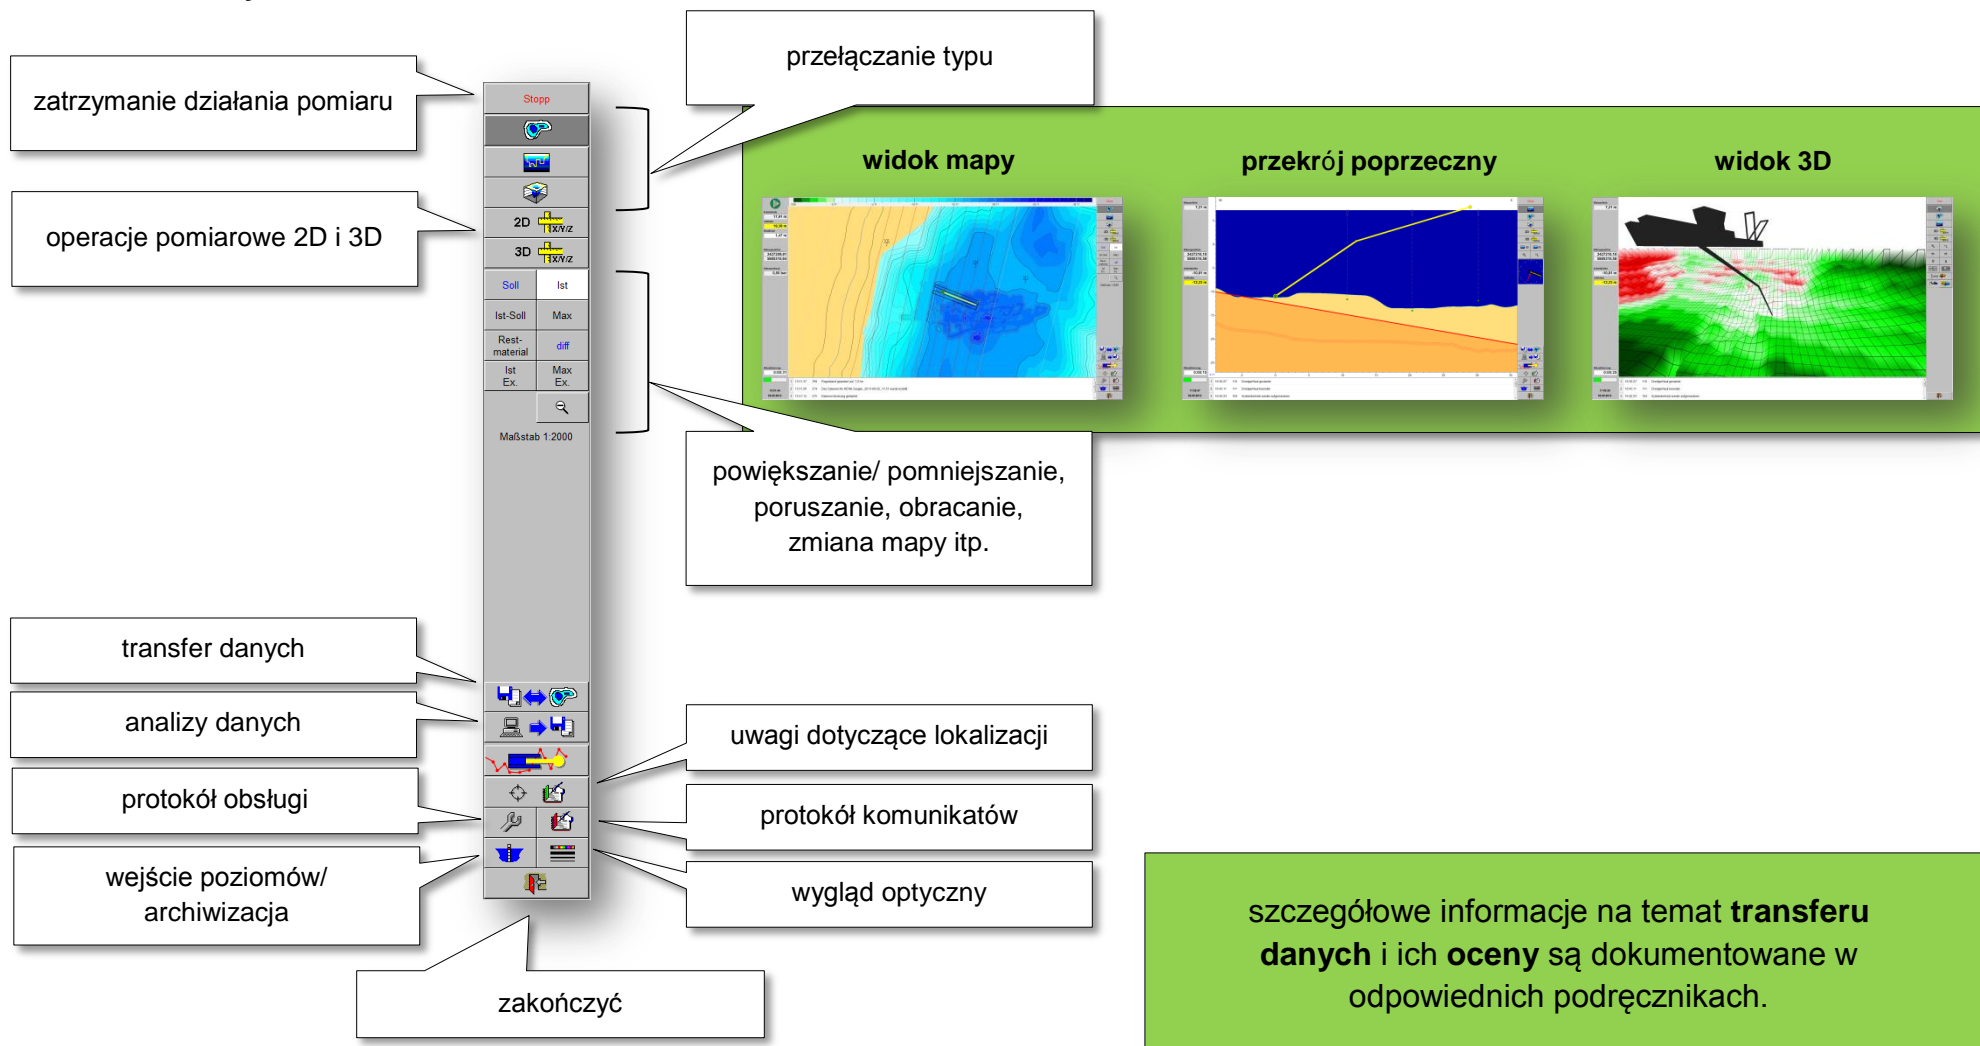 przełączanie typu
zatrzymanie działania pomiaru
Stopp
widok mapy
przekrój poprzeczny
widok 3D
operacje pomiarowe 2D i 3D
2D
X/Y/Z
3D
X/Y/Z
Soll
Ist
Ist-Soll
Max
Rest-
material
diff
Ist
Ex.
Max
Ex.
Maßstab 1:2000
powiększanie/ pomniejszanie,
poruszanie, obracanie,
zmiana mapy itp.
transfer danych
analizy danych
uwagi dotyczące lokalizacji
protokół obsługi
protokół komunikatów
wejście poziomów/
archiwizacja
wygląd optyczny
zakończyć
szczegółowe informacje na temat transferu
danych i ich oceny są dokumentowane w
odpowiednich podręcznikach.